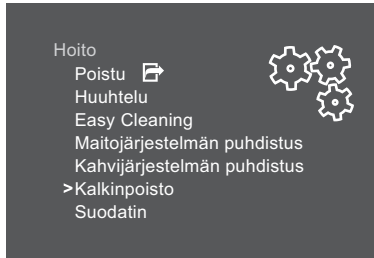 Hoito
Poistu
Huuhtelu
Easy Cleaning
Maitojärjestelmän puhdistus
Kahvijärjestelmän puhdistus
>Kalkinpoisto
Suodatin